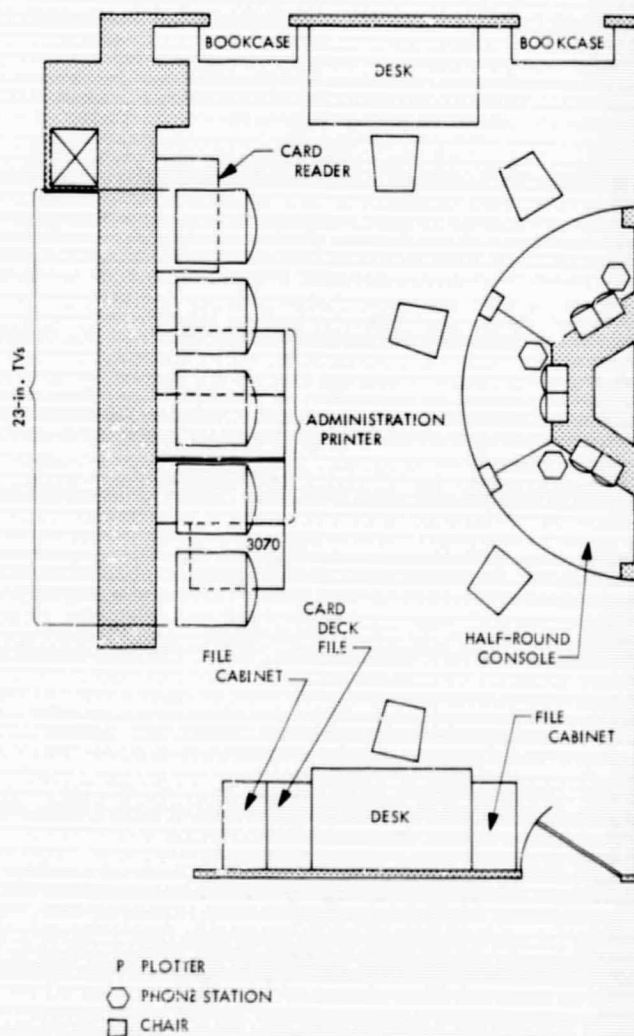 BOOKCASE
DESK
BOOKCASE
CARD
READER
23-in. TVs
ADMINISTRATION
PRINTER
3070
CARD
DECK
FILE
HALF-ROUND
CONSOLE
FILE
CABINET
FILE
CABINET
DESK
P PLOTTER
PHONE STATION
CHAIR